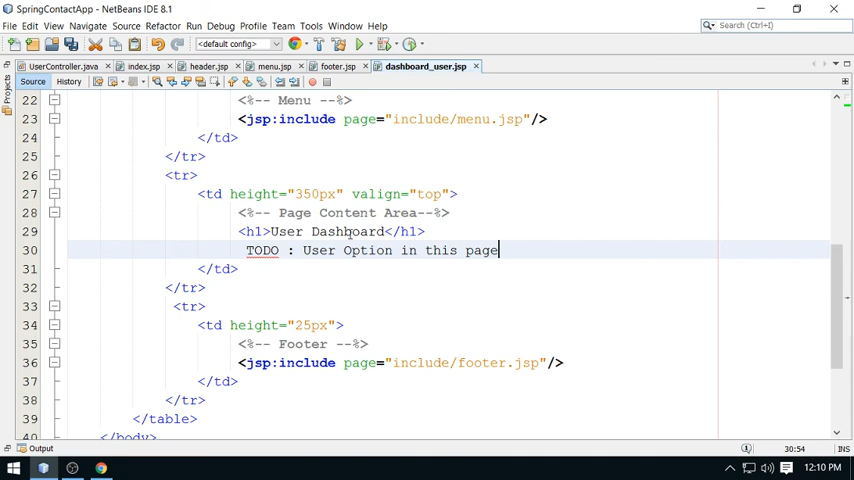 SpringContactApp - NetBeans IDE 8.1
File Edit View Navigate Source Refactor Run Debug Profile Team Tools Window Help
Search (Ctrl+I)
<default config>
Projects
UserController.java index.jsp header.jsp menu.jsp footer.jsp dashboard_user.jsp
Source History
22 <%-- Menu --%>
23 <jsp:include page="include/menu.jsp"/>
24 </td>
25 </tr>
26 <tr>
27 <td height="350px" valign="top">
28 <%-- Page Content Area--%>
29 <h1>User Dashboard</h1>
30 TODO : User Option in this page
31 </td>
32 </tr>
33 <tr>
34 <td height="25px">
35 <%-- Footer --%>
36 <jsp:include page="include/footer.jsp"/>
37 </td>
38 </tr>
39 </table>
40 </body>
Output
30:54
12:10 PM